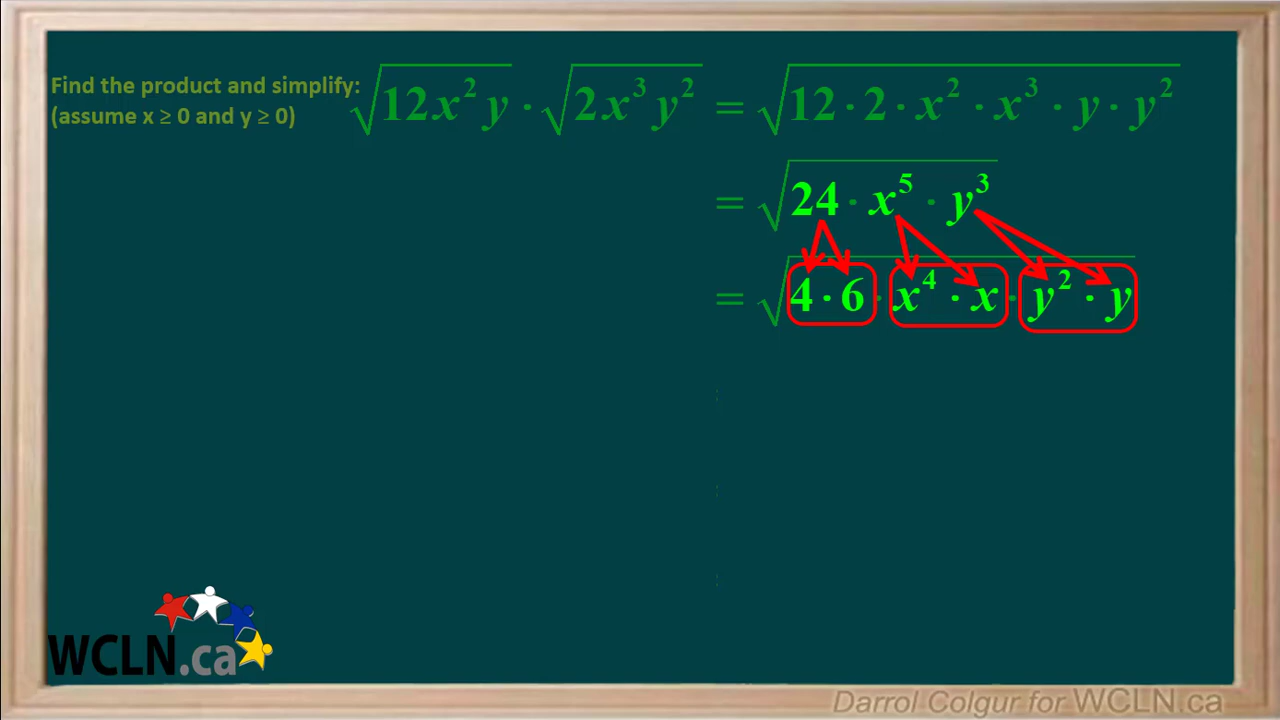 Find the product and simplify: √(12x²y) · √(2x³y²) = √(12 · 2 · x² · x³ · y · y²)
(assume x ≥ 0 and y ≥ 0)
= √(24 · x⁵ · y³)
= √(4 · 6 · x⁴ · x · y² · y)
WCLN.ca
Darrol Colgur for WCLN.ca